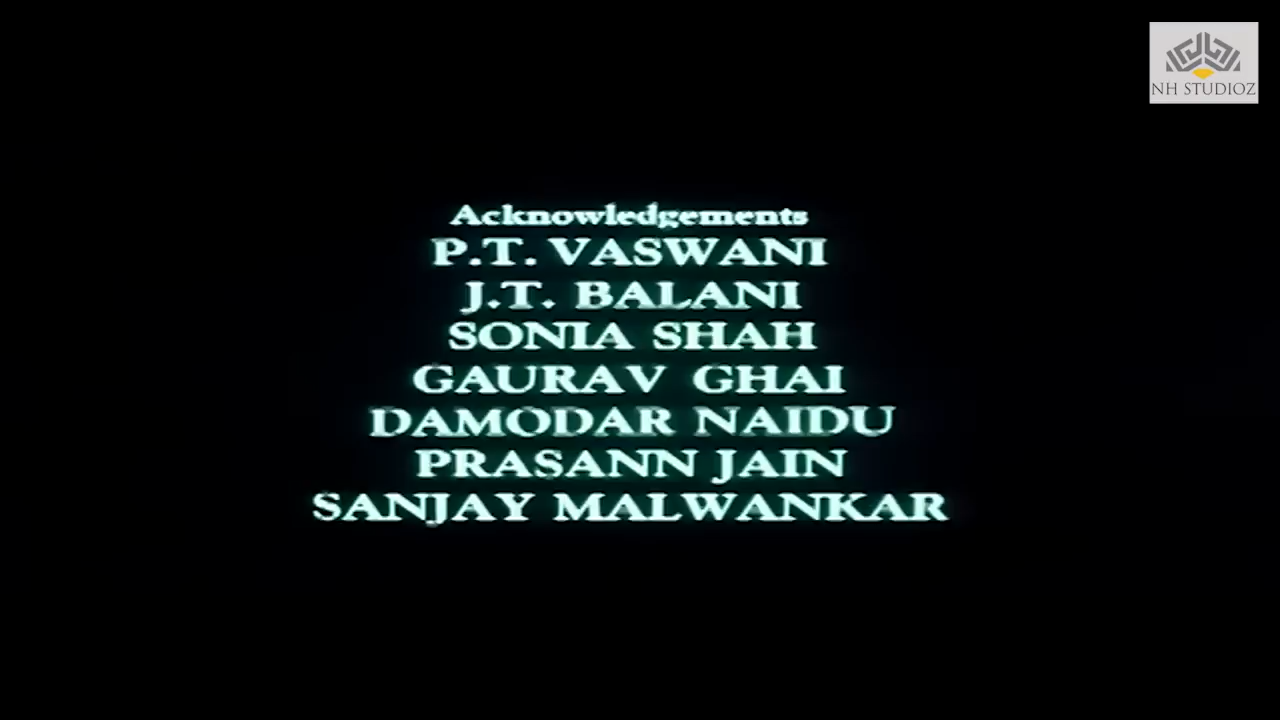 NH STUDIOZ
Acknowledgements
P.T. VASWANI
J.T. BALANI
SONIA SHAH
GAURAV GHAI
DAMODAR NAIDU
PRASANN JAIN
SANJAY MALWANKAR